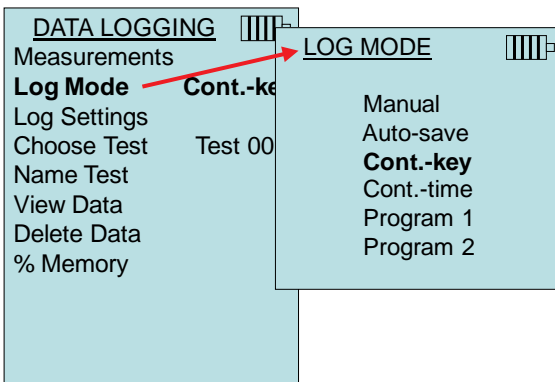 DATA LOGGING
Measurements
Log Mode Cont.-ke
Log Settings
Choose Test Test 00
Name Test
View Data
Delete Data
% Memory
LOG MODE
Manual
Auto-save
Cont.-key
Cont.-time
Program 1
Program 2